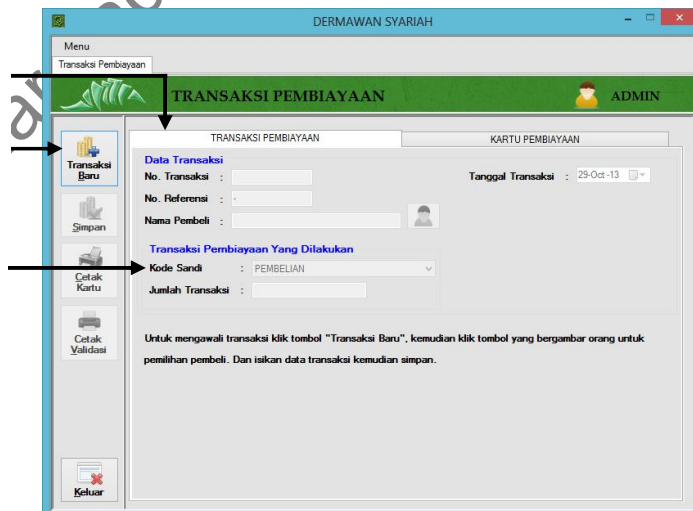 DERMAWAN SYARIAH
Menu
Transaksi Pembiayaan
TRANSAKSI PEMBIAYAAN
ADMIN
TRANSAKSI PEMBIAYAAN
KARTU PEMBIAYAAN
Transaksi
Baru
Simpan
Cetak
Kartu
Cetak
Validasi
Keluar
Data Transaksi
No. Transaksi :
Tanggal Transaksi : 29-Oct-13
No. Referensi : -
Nama Pembeli :
Transaksi Pembiayaan Yang Dilakukan
Kode Sandi : PEMBELIAN
Jumlah Transaksi :
Untuk mengawali transaksi klik tombol "Transaksi Baru", kemudian klik tombol yang bergambar orang untuk
pemilihan pembeli. Dan isikan data transaksi kemudian simpan.